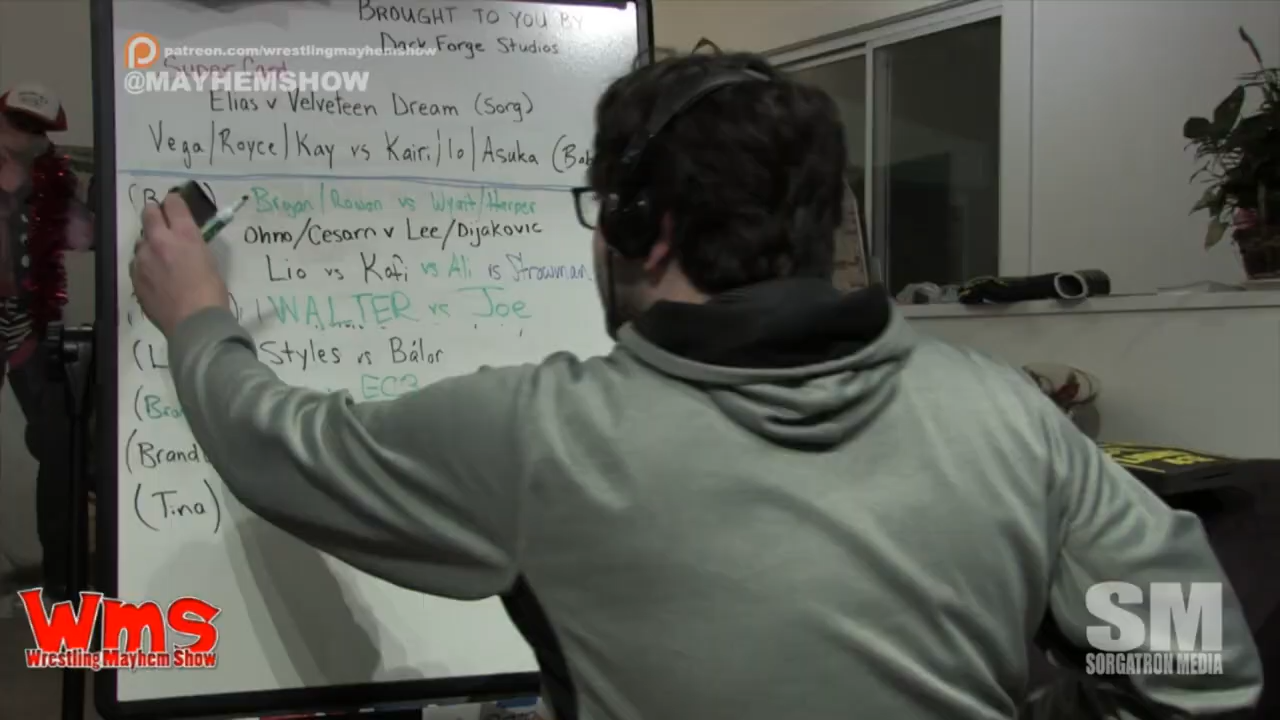 BROUGHT TO YOU BY
Dark Forge Studios
patreon.com/wrestlingmayhemshow
Super Card
@MAYHEMSHOW
Elias v Velveteen Dream (Sorg)
Vega/Royce/Kay vs Kairi/Io/Asuka
Bryan/Rowan vs Wyatt/Harper
Ohno/Cesaro v Lee/Dijakovic
Lio vs Kofi vs Ali vs Strowman
WALTER vs Joe
Styles vs Bálor
EC3
(Tina)
WMS
Wrestling Mayhem Show
SM
SORGATRON MEDIA